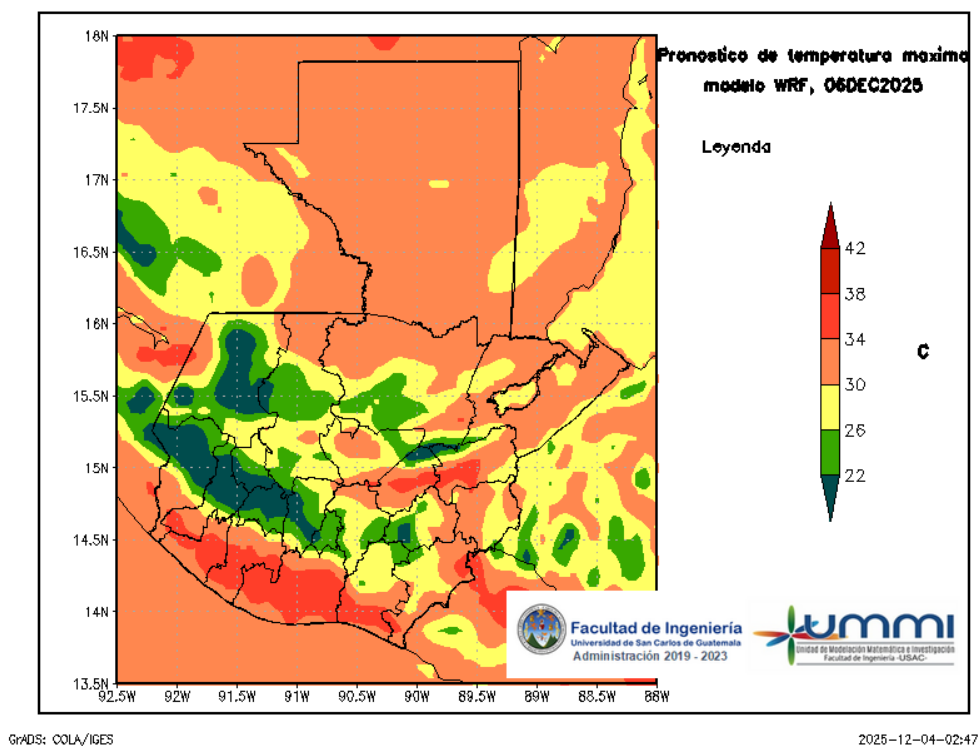 Pronostico de temperatura maxima
modelo WRF, 06DEC2025
Leyenda
42
38
34
30
26
22
C
18N
17.5N
17N
16.5N
16N
15.5N
15N
14.5N
14N
13.5N
92.5W
92W
91.5W
91W
90.5W
90W
89.5W
89W
88.5W
88W
Facultad de Ingeniería
Universidad de San Carlos de Guatemala
Administración 2019 - 2023
ummi
Unidad de Modelación Matemática e Investigación
Facultad de Ingeniería -USAC-
GrADS: COLA/IGES
2025-12-04-02:47